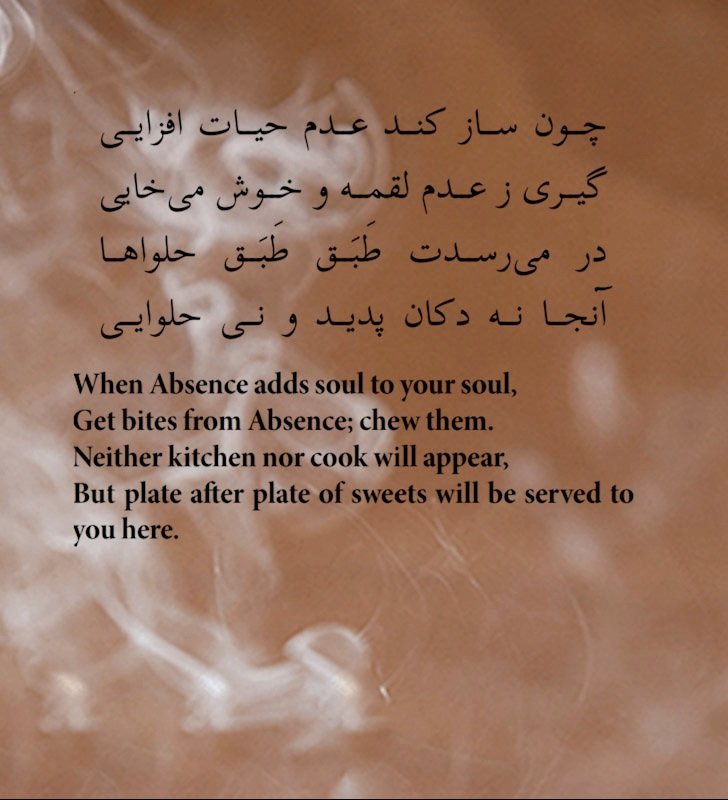 چون ساز کند عدم حیات افزایی
گیری ز عدم لقمه و خوش می‌خایی
در می‌رسدت طَبَق طَبَق حلواها
آنجا نه دکان پدید و نی حلوایی
When Absence adds soul to your soul,
Get bites from Absence; chew them.
Neither kitchen nor cook will appear,
But plate after plate of sweets will be served to
you here.